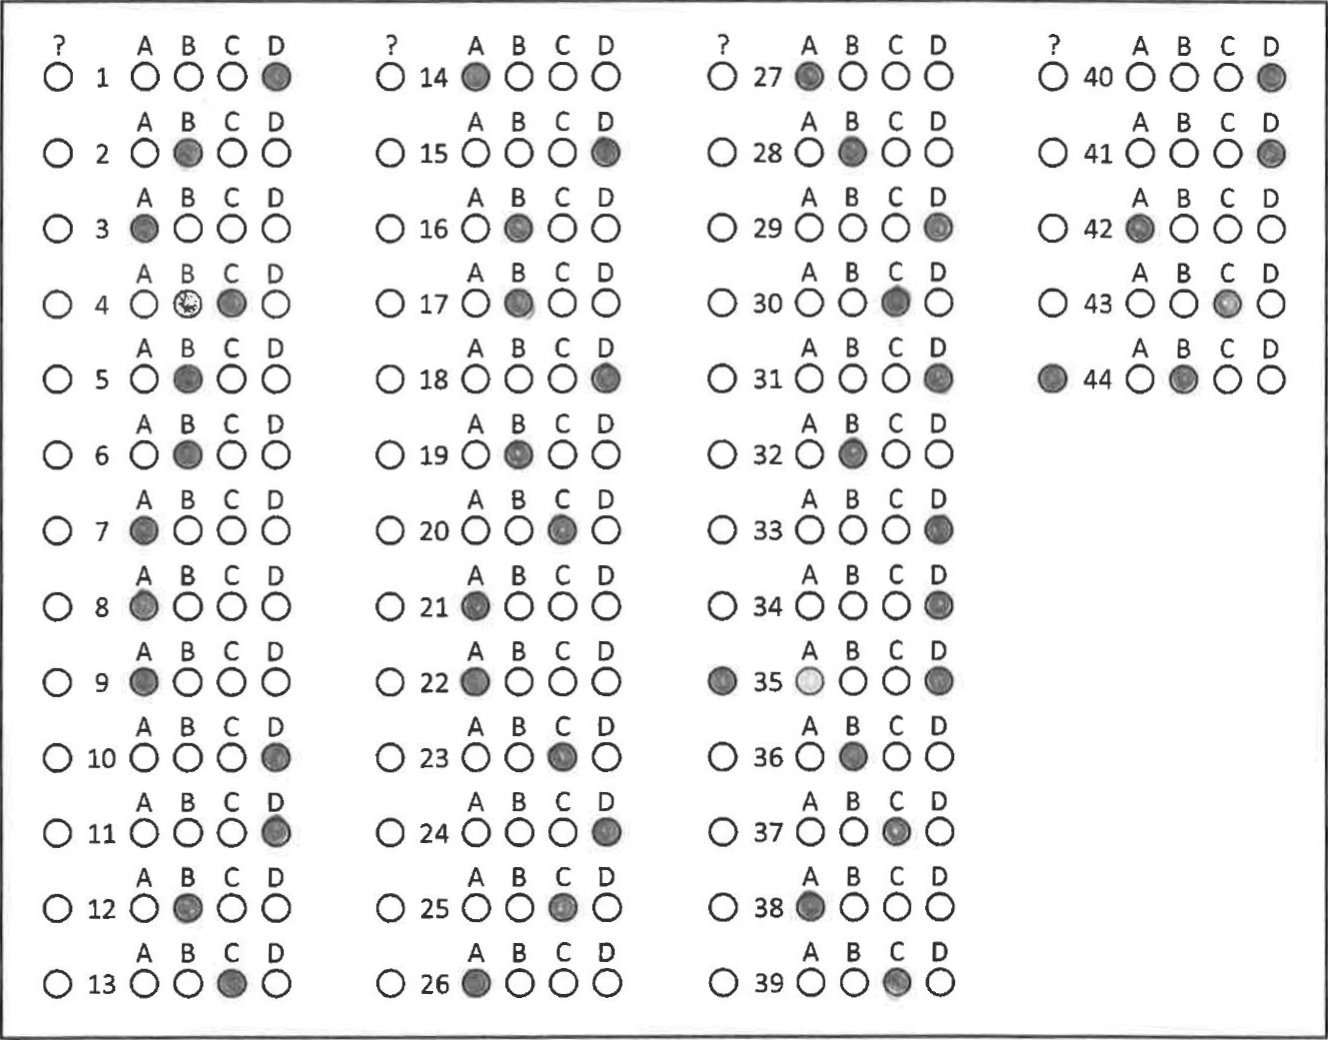 ? A B C D
1
A B C D
2
A B C D
3
A B C D
4
A B C D
5
A B C D
6
A B C D
7
A B C D
8
A B C D
9
A B C D
10
A B C D
11
A B C D
12
A B C D
13
? A B C D
14
A B C D
15
A B C D
16
A B C D
17
A B C D
18
A B C D
19
A B C D
20
A B C D
21
A B C D
22
A B C D
23
A B C D
24
A B C D
25
A B C D
26
? A B C D
27
A B C D
28
A B C D
29
A B C D
30
A B C D
31
A B C D
32
A B C D
33
A B C D
34
A B C D
35
A B C D
36
A B C D
37
A B C D
38
A B C D
39
? A B C D
40
A B C D
41
A B C D
42
A B C D
43
A B C D
44